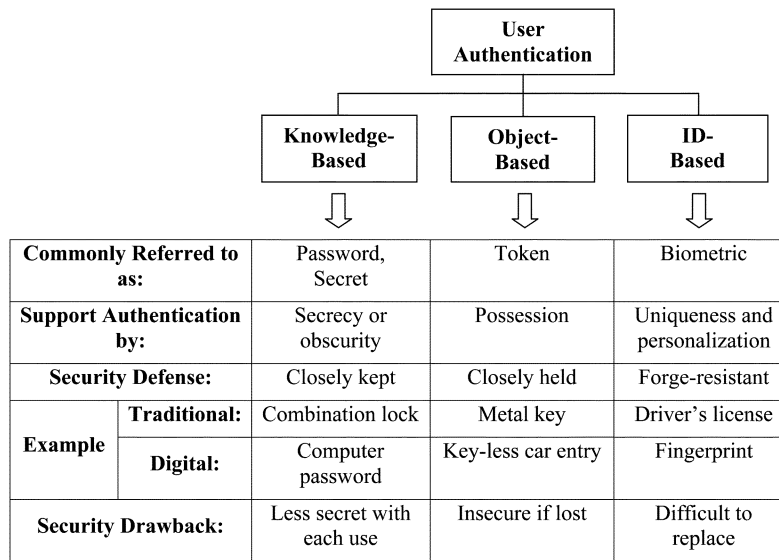 User
Authentication
Knowledge-
Based
Object-
Based
ID-
Based
Commonly Referred to
as:
Password,
Secret
Token
Biometric
Support Authentication
by:
Secrecy or
obscurity
Possession
Uniqueness and
personalization
Security Defense:
Closely kept
Closely held
Forge-resistant
Example
Traditional:
Combination lock
Metal key
Driver's license
Digital:
Computer
password
Key-less car entry
Fingerprint
Security Drawback:
Less secret with
each use
Insecure if lost
Difficult to
replace